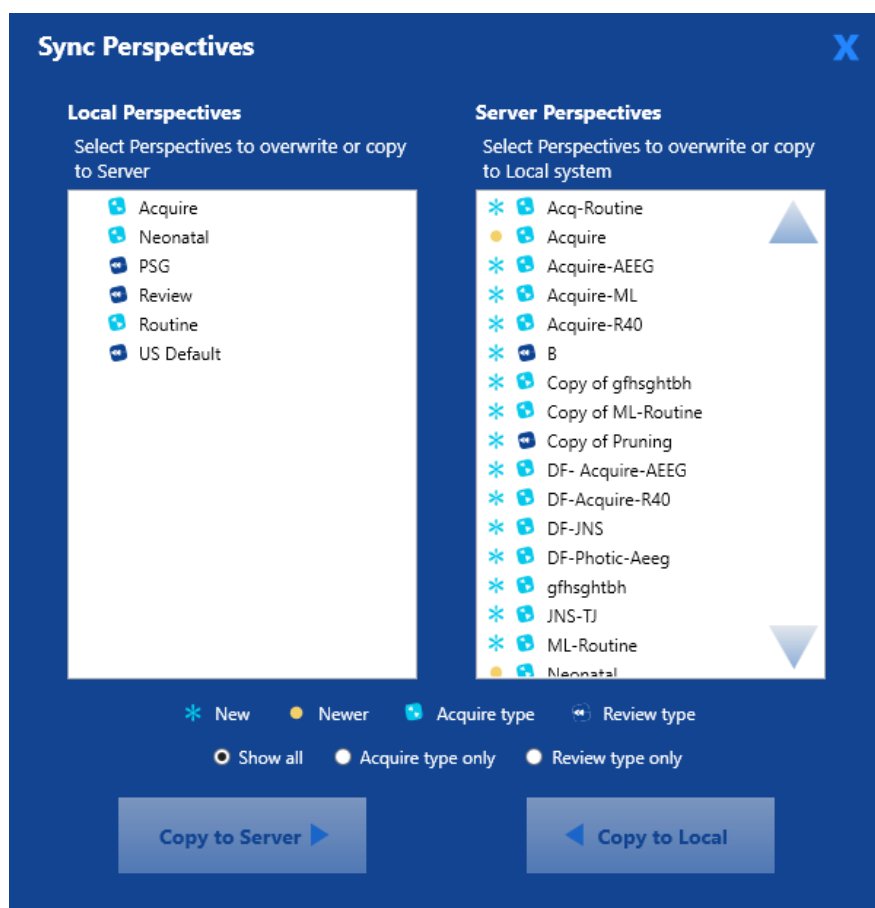 Sync Perspectives
X
Local Perspectives
Select Perspectives to overwrite or copy
to Server
Acquire
Neonatal
PSG
Review
Routine
US Default
Server Perspectives
Select Perspectives to overwrite or copy
to Local system
Acq-Routine
Acquire
Acquire-AEEG
Acquire-ML
Acquire-R40
B
Copy of gfhsghtbh
Copy of ML-Routine
Copy of Pruning
DF- Acquire-AEEG
DF-Acquire-R40
DF-JNS
DF-Photic-Aeeg
gfhsghtbh
JNS-TJ
ML-Routine
Neonatal
New Newer Acquire type Review type
Show all Acquire type only Review type only
Copy to Server Copy to Local